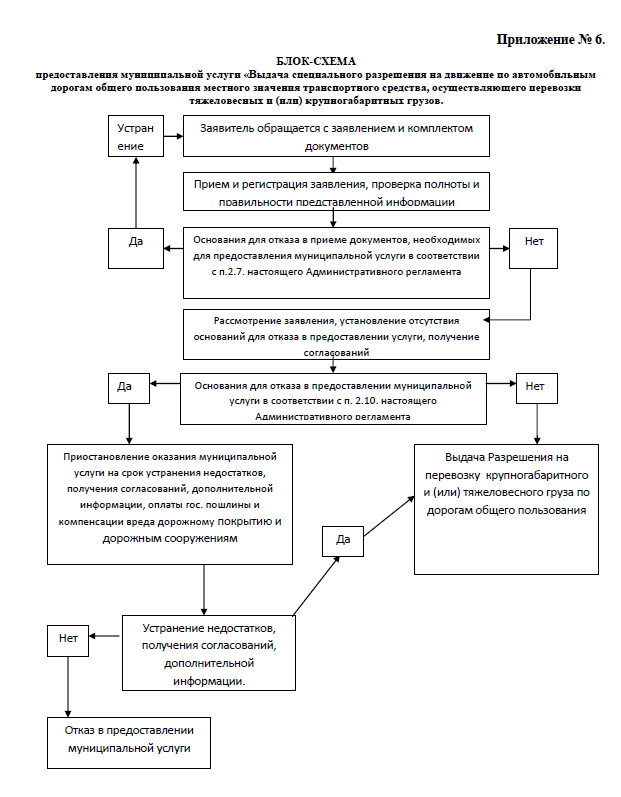 Приложение № 6.
БЛОК-СХЕМА
предоставления муниципальной услуги «Выдача специального разрешения на движение по автомобильным
дорогам общего пользования местного значения транспортного средства, осуществляющего перевозки
тяжеловесных и (или) крупногабаритных грузов.
Устран
ение
Заявитель обращается с заявлением и комплектом
документов
Прием и регистрация заявления, проверка полноты и
правильности представленной информации
Да
Основания для отказа в приеме документов, необходимых
для предоставления муниципальной услуги в соответствии
с п.2.7. настоящего Административного регламента
Нет
Рассмотрение заявления, установление отсутствия
оснований для отказа в предоставлении услуги, получение
согласований
Да
Основания для отказа в предоставлении муниципальной
услуги в соответствии с п. 2.10. настоящего
Административного регламента
Нет
Приостановление оказания муниципальной
услуги на срок устранения недостатков,
получения согласований, дополнительной
информации, оплаты гос. пошлины и
компенсации вреда дорожному покрытию и
дорожным сооружениям
Выдача Разрешения на
перевозку крупногабаритного
и (или) тяжеловесного груза по
дорогам общего пользования
Да
Устранение недостатков,
получения согласований,
дополнительной
информации.
Нет
Отказ в предоставлении
муниципальной услуги